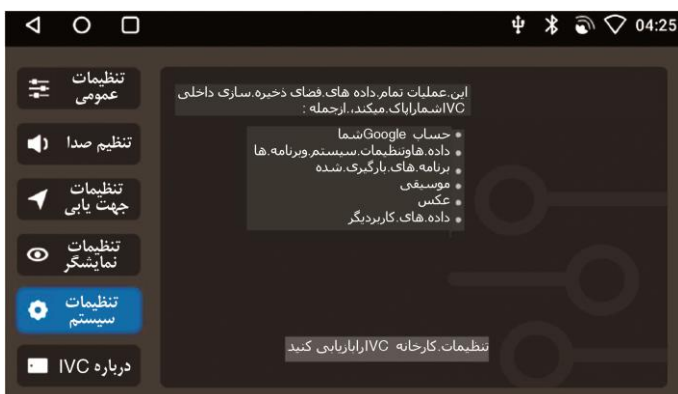 04:25
تنظیمات
عمومی
تنظیم صدا
تنظیمات
جهت یابی
تنظیمات
نمایشگر
تنظیمات
سیستم
درباره IVC
این.عملیات تمام.داده های.فضای ذخیره.سازی داخلی
IVCشماراپاک.میکند،.ازجمله :
• حساب Googleشما
• داده.هاوتنظیمات.سیستم.وبرنامه.ها
• برنامه.های.بارگیری.شده
• موسیقی
• عکس
• داده.های.کاربردیگر
تنظیمات.کارخانه IVCرابازیابی کنید